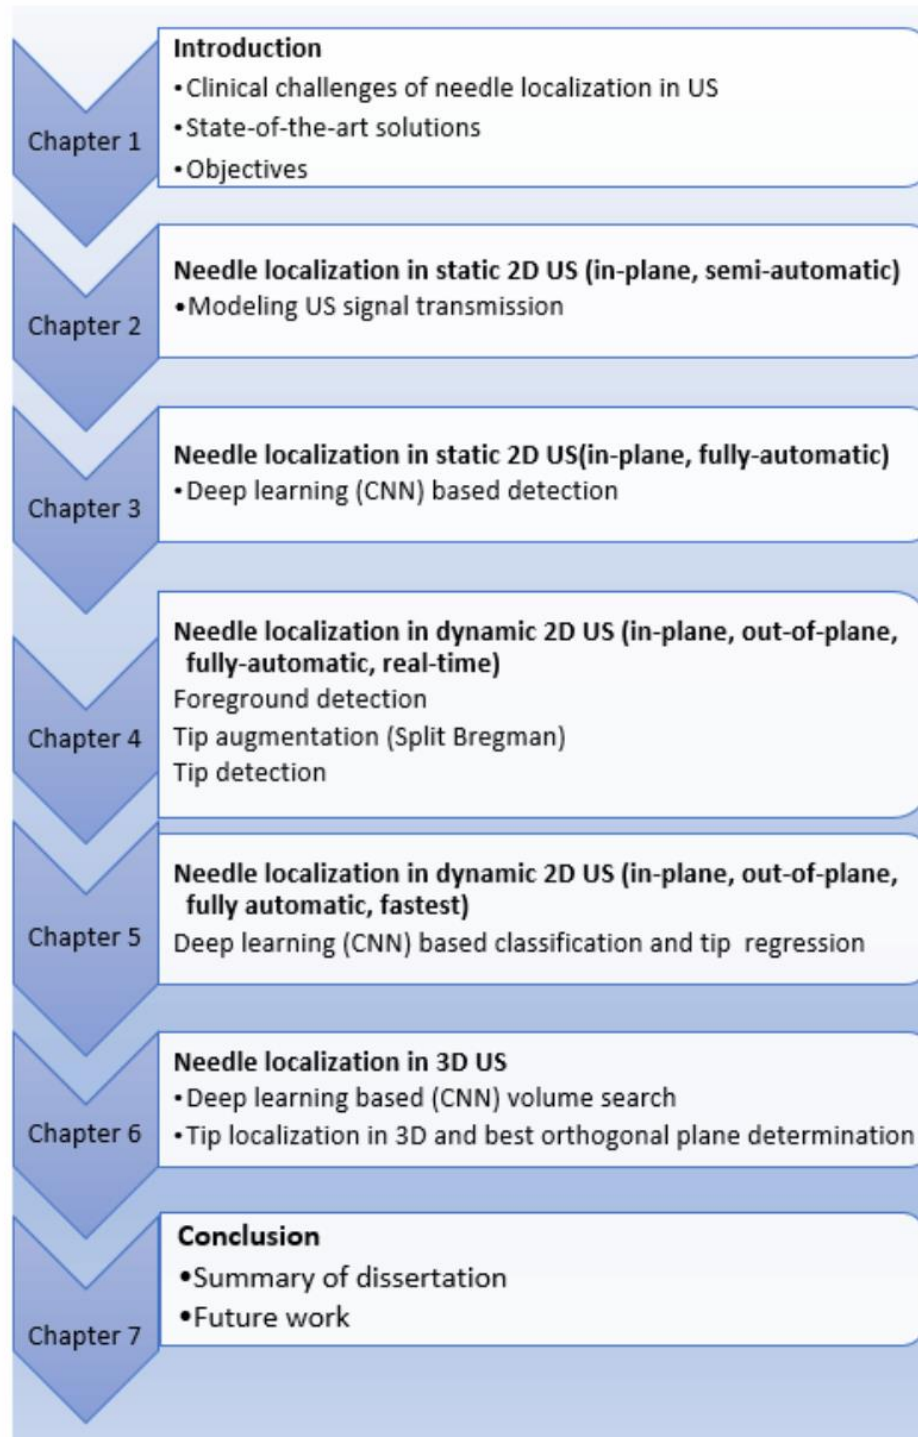 Chapter 1
Introduction
•Clinical challenges of needle localization in US
•State-of-the-art solutions
•Objectives
Chapter 2
Needle localization in static 2D US (in-plane, semi-automatic)
•Modeling US signal transmission
Chapter 3
Needle localization in static 2D US(in-plane, fully-automatic)
•Deep learning (CNN) based detection
Chapter 4
Needle localization in dynamic 2D US (in-plane, out-of-plane,
fully-automatic, real-time)
Foreground detection
Tip augmentation (Split Bregman)
Tip detection
Chapter 5
Needle localization in dynamic 2D US (in-plane, out-of-plane,
fully automatic, fastest)
Deep learning (CNN) based classification and tip regression
Chapter 6
Needle localization in 3D US
•Deep learning based (CNN) volume search
•Tip localization in 3D and best orthogonal plane determination
Chapter 7
Conclusion
•Summary of dissertation
•Future work